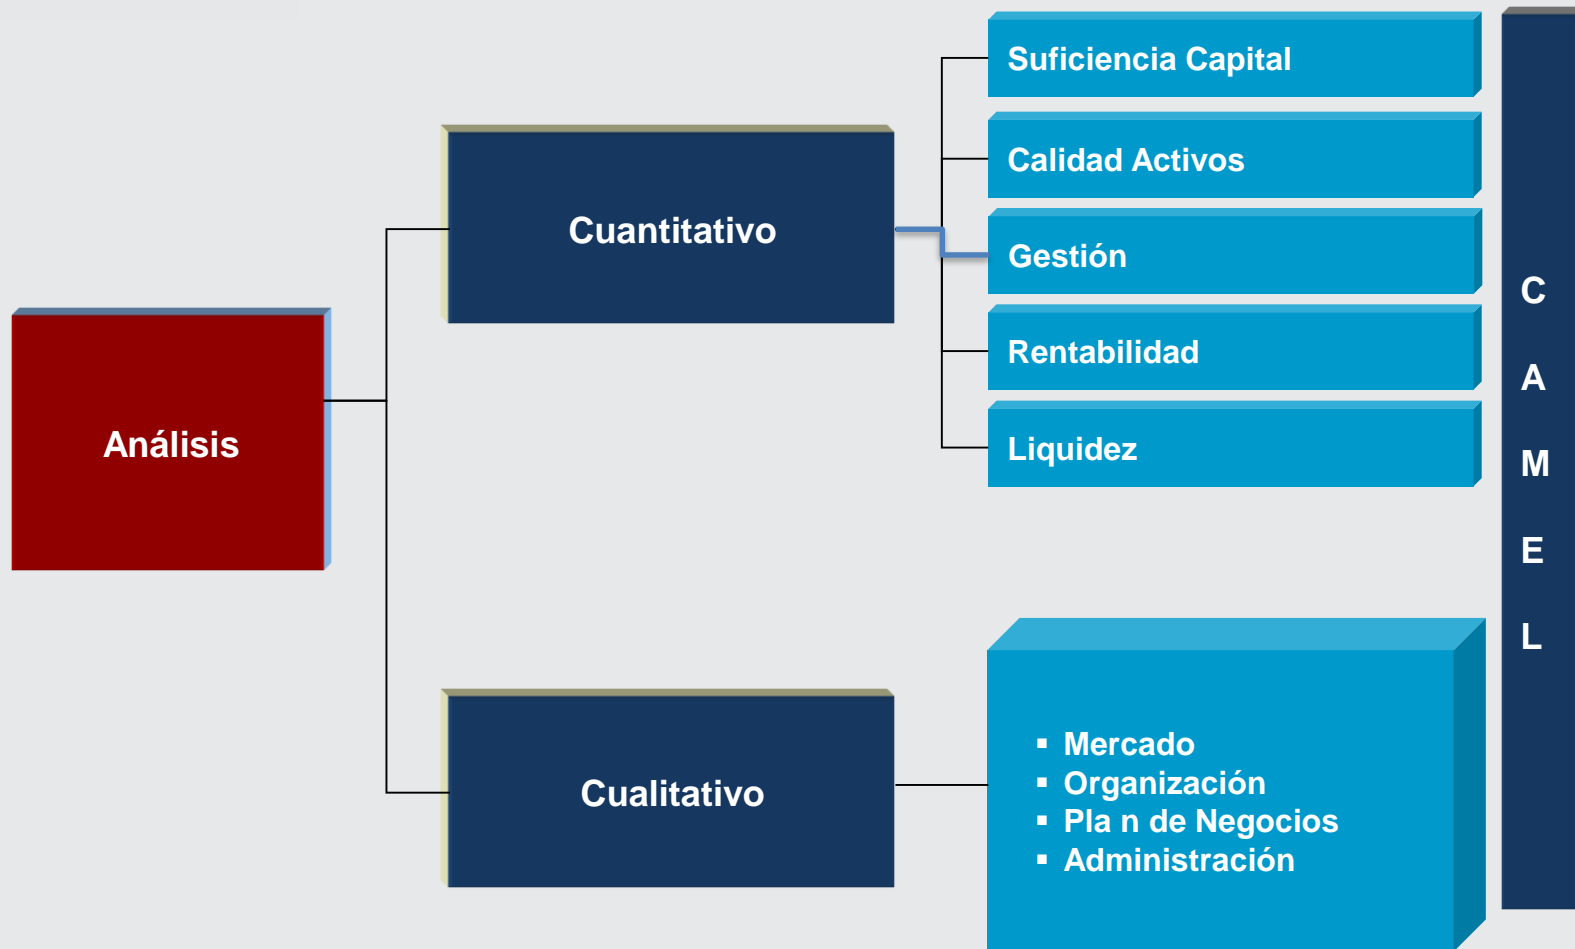 Análisis
Cuantitativo
Suficiencia Capital
Calidad Activos
Gestión
Rentabilidad
Liquidez
Cualitativo
▪ Mercado
▪ Organización
▪ Pla n de Negocios
▪ Administración
C
A
M
E
L